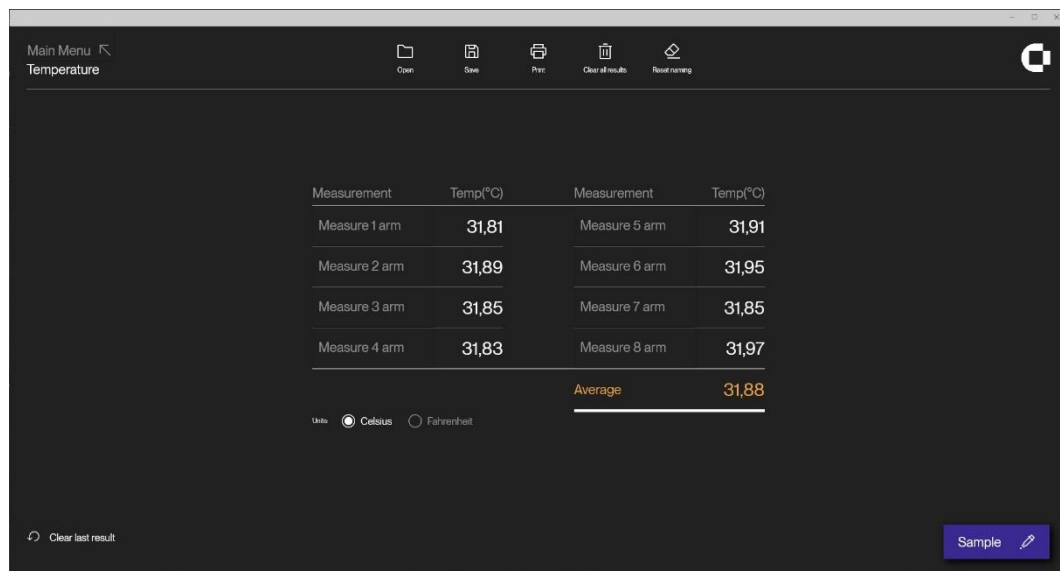 Main Menu
Temperature
Open Save Print Clear all results Reset naming
Measurement Temp(°C) Measurement Temp(°C)
Measure 1 arm 31,81 Measure 5 arm 31,91
Measure 2 arm 31,89 Measure 6 arm 31,95
Measure 3 arm 31,85 Measure 7 arm 31,85
Measure 4 arm 31,83 Measure 8 arm 31,97
Average 31,88
Units Celsius Fahrenheit
Clear last result
Sample